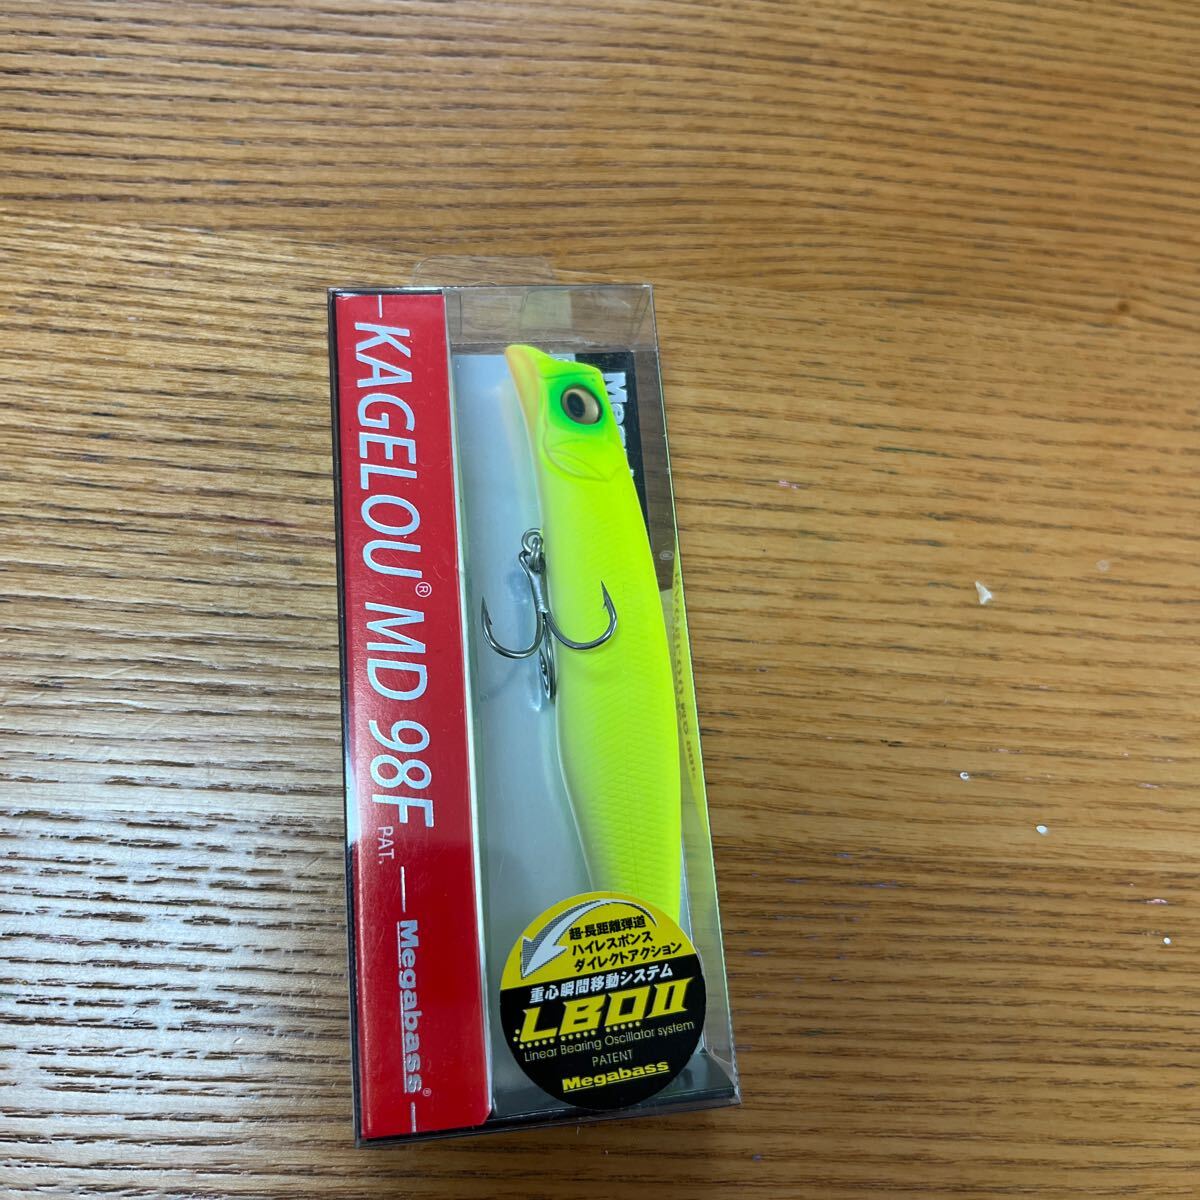 KAGELOU® MD 98F PAT. Megabass®
超・長距離弾道
ハイレスポンス
ダイレクトアクション
重心瞬間移動システム
LBOII
Linear Bearing Oscillator system
PATENT
Megabass